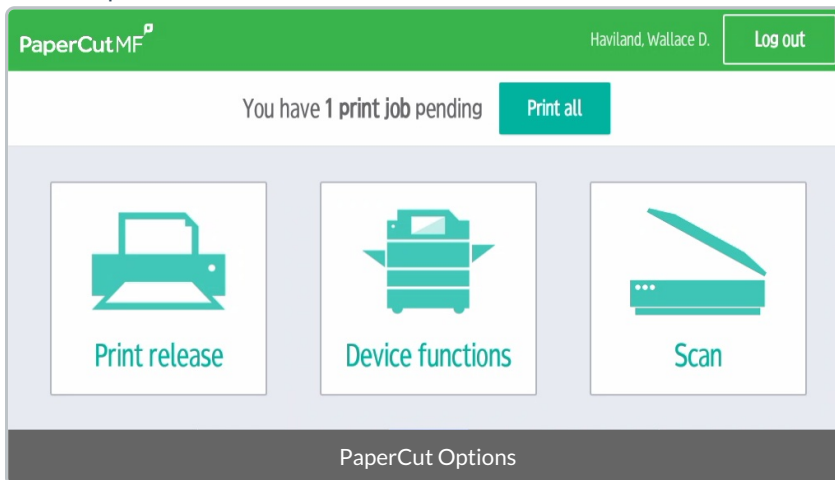 PaperCutMF
Haviland, Wallace D.
Log out
You have 1 print job pending
Print all
Print release
Device functions
Scan
PaperCut Options